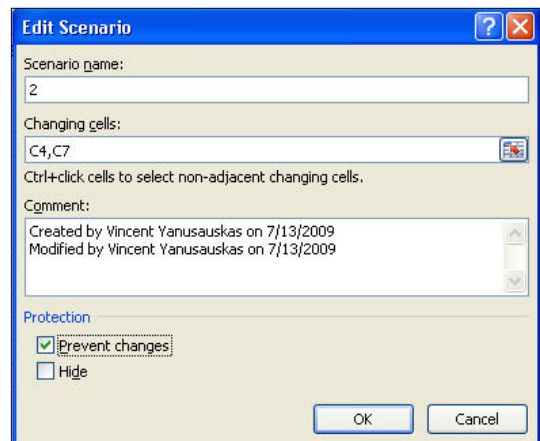 Edit Scenario
Scenario name:
2
Changing cells:
C4,C7
Ctrl+click cells to select non-adjacent changing cells.
Comment:
Created by Vincent Yanusauskas on 7/13/2009
Modified by Vincent Yanusauskas on 7/13/2009
Protection
Prevent changes
Hide
OK
Cancel